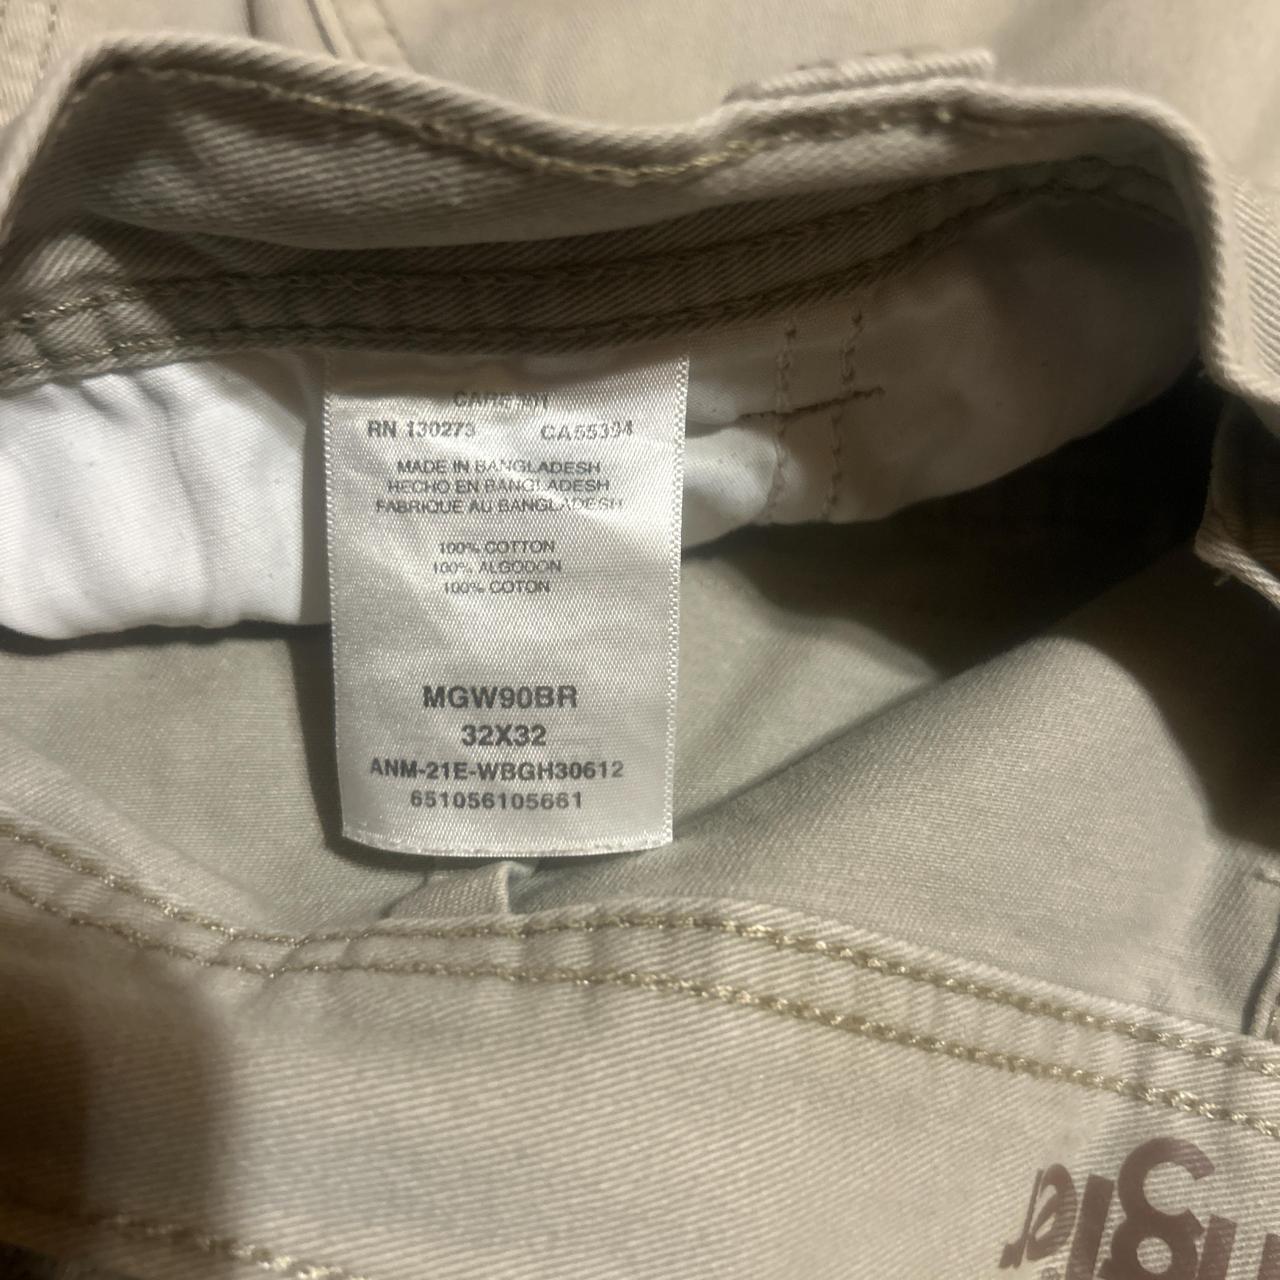 RN 130273 CA55394
MADE IN BANGLADESH
HECHO EN BANGLADESH
FABRIQUE AU BANGLADESH
100% COTTON
100% ALGODON
100% COTON
MGW90BR
32X32
ANM-21E-WBGH30612
651056105661